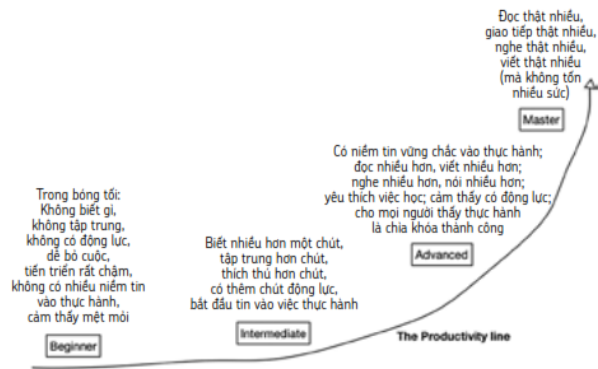 Đọc thật nhiều,
giao tiếp thật nhiều,
nghe thật nhiều,
viết thật nhiều
(mà không tốn
nhiều sức)
Master
Có niềm tin vững chắc vào thực hành;
đọc nhiều hơn, viết nhiều hơn;
nghe nhiều hơn, nói nhiều hơn;
yêu thích việc học; cảm thấy có động lực;
cho mọi người thấy thực hành
là chìa khóa thành công
Advanced
Trong bóng tối:
Không biết gì,
không tập trung,
không có động lực,
dễ bỏ cuộc,
tiến triển rất chậm,
không có nhiều niềm tin
vào thực hành,
cảm thấy mệt mỏi
Beginner
Biết nhiều hơn một chút,
tập trung hơn chút,
thích thú hơn chút,
có thêm chút động lực,
bắt đầu tin vào việc thực hành
Intermediate
The Productivity line